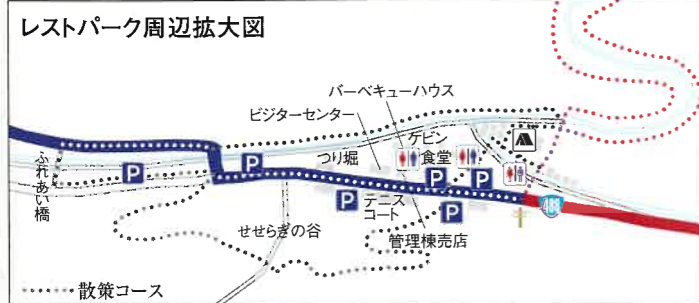 レストパーク周辺拡大図
バーベキューハウス
ビジターセンター
ケビン
つり堀
食堂
ふれあい橋
P
P
P
P
P
P
テニス
コート
488
せせらぎの谷
管理棟売店
散策コース